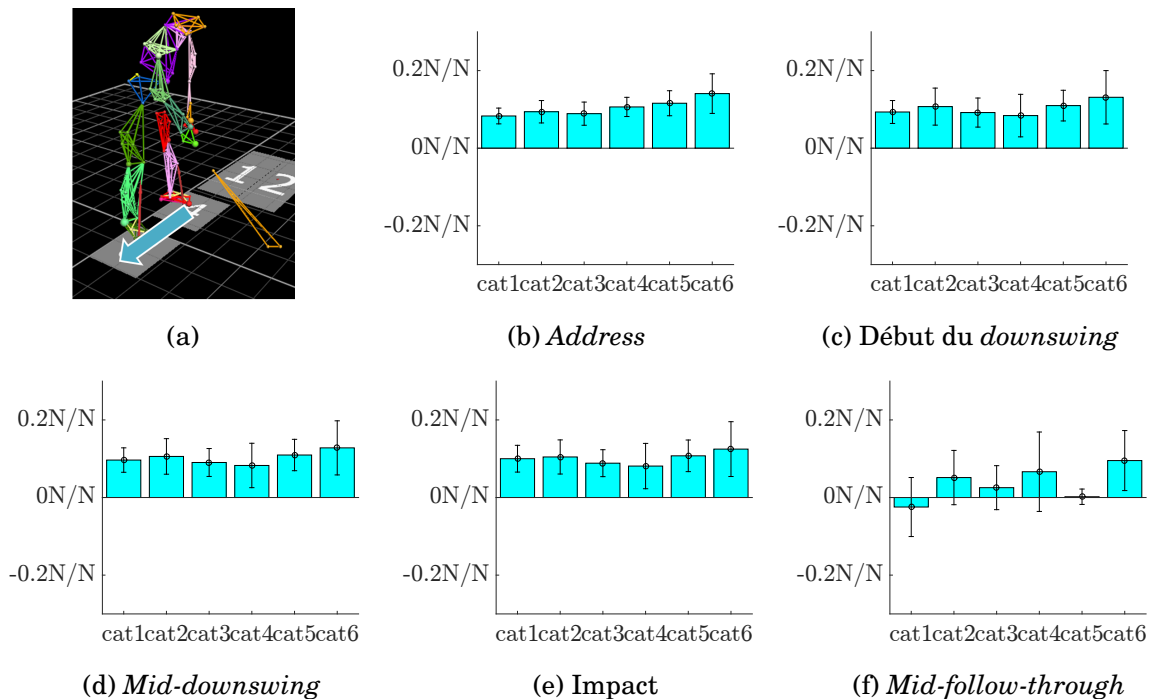 1
2
4
(a)
0.2N/N
0N/N
-0.2N/N
cat1cat2cat3cat4cat5cat6
(b) Address
0.2N/N
0N/N
-0.2N/N
cat1cat2cat3cat4cat5cat6
(c) Début du downswing
0.2N/N
0N/N
-0.2N/N
cat1cat2cat3cat4cat5cat6
(d) Mid-downswing
0.2N/N
0N/N
-0.2N/N
cat1cat2cat3cat4cat5cat6
(e) Impact
0.2N/N
0N/N
-0.2N/N
cat1cat2cat3cat4cat5cat6
(f) Mid-follow-through